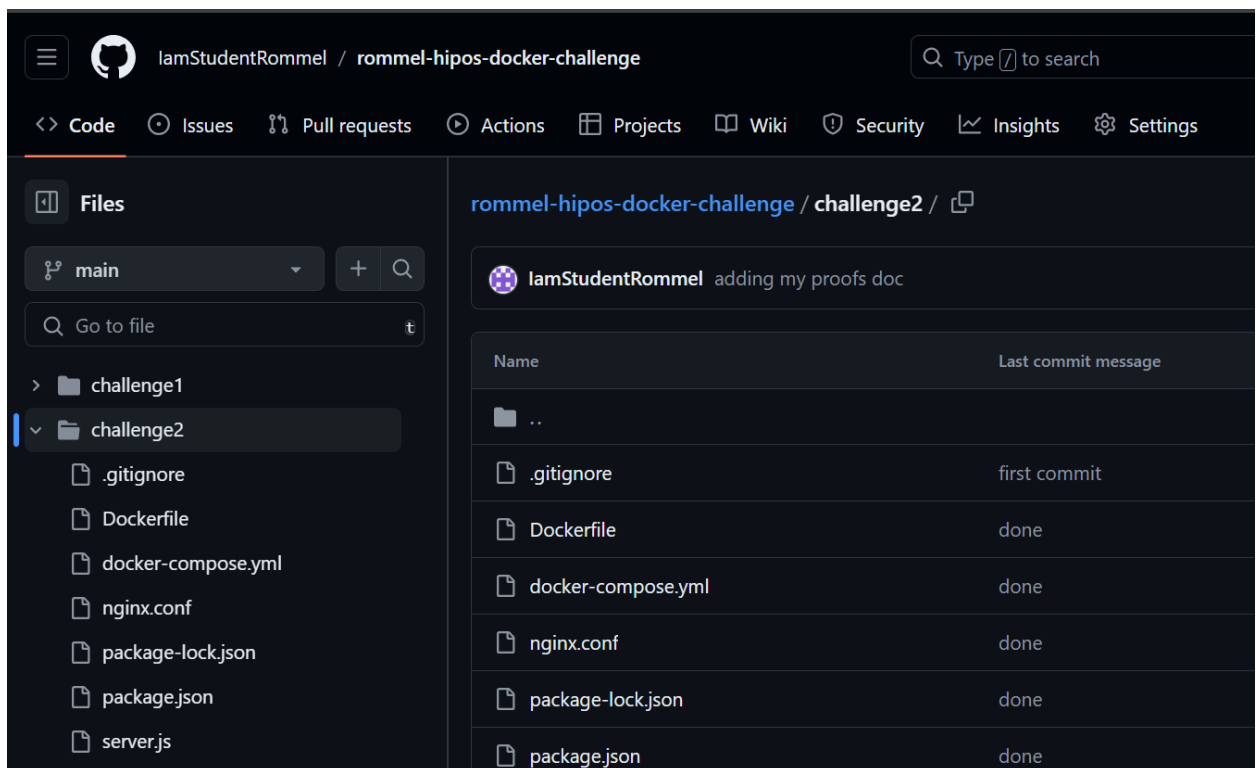 IamStudentRommel / rommel-hipos-docker-challenge
Type / to search
Code Issues Pull requests Actions Projects Wiki Security Insights Settings
Files
main
Go to file
t
challenge1
challenge2
.gitignore
Dockerfile
docker-compose.yml
nginx.conf
package-lock.json
package.json
server.js
rommel-hipos-docker-challenge / challenge2 /
IamStudentRommel adding my proofs doc
Name Last commit message
..
.gitignore first commit
Dockerfile done
docker-compose.yml done
nginx.conf done
package-lock.json done
package.json done